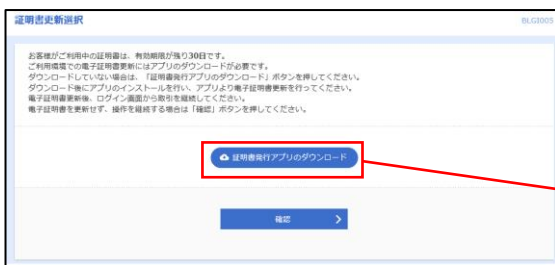 証明書更新選択
BLGI005
お客様がご利用中の証明書は、有効期限が残り30日です。
ご利用環境での電子証明書更新にはアプリのダウンロードが必要です。
ダウンロードしていない場合は、「証明書発行アプリのダウンロード」ボタンを押してください。
ダウンロード後にアプリのインストールを行い、アプリより電子証明書更新を行ってください。
電子証明書更新後、ログイン画面から取引を継続してください。
電子証明書を更新せず、操作を継続する場合は「確認」ボタンを押してください。
証明書発行アプリのダウンロード
確認